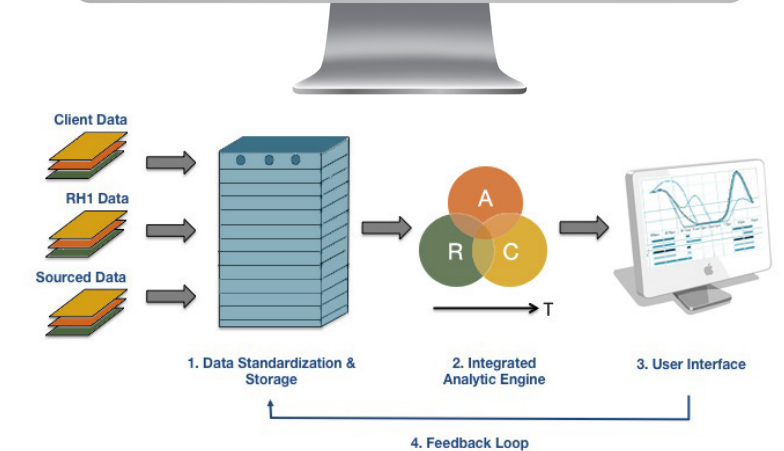 Client Data
RH1 Data
Sourced Data
A
R
C
T
1. Data Standardization &
Storage
2. Integrated
Analytic Engine
3. User Interface
4. Feedback Loop